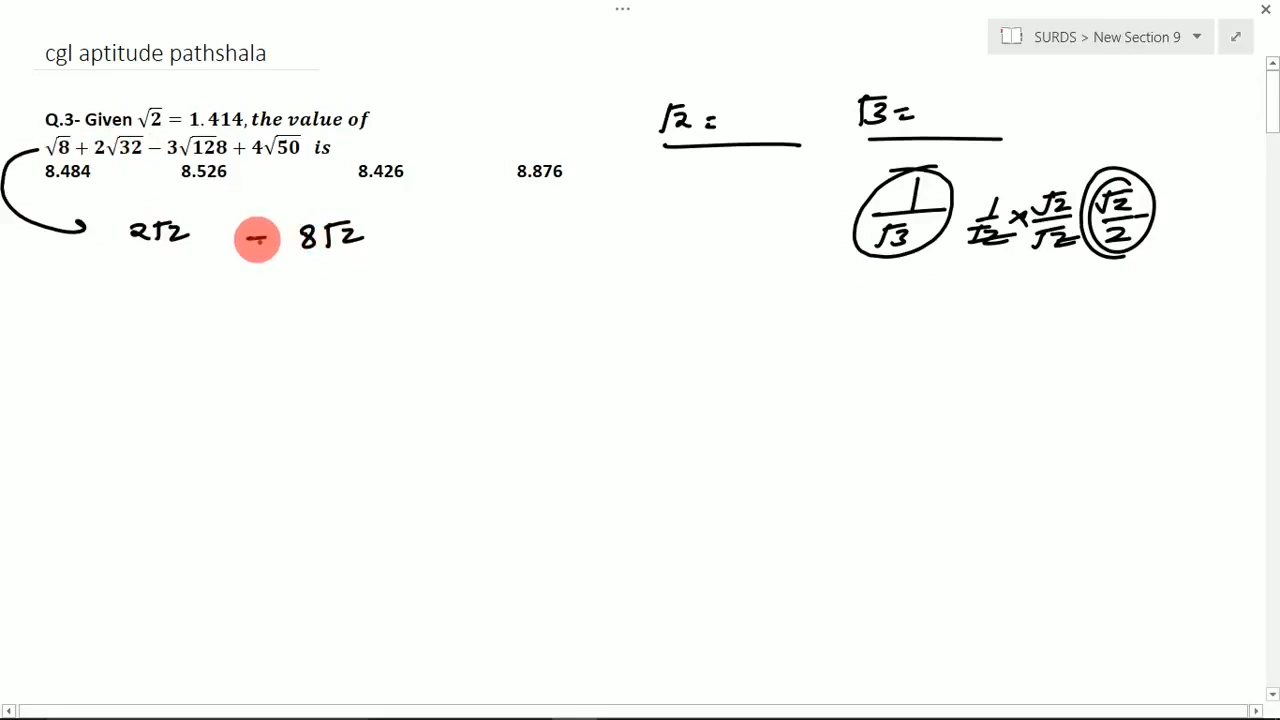 SURDS > New Section 9
cgl aptitude pathshala
Q.3- Given √2 = 1.414, the value of
√8 + 2√32 − 3√128 + 4√50 is
8.484 8.526 8.426 8.876
√2 =
√3 =
1/√3
1/√2 × √2/√2 √2/2
2√2 − 8√2